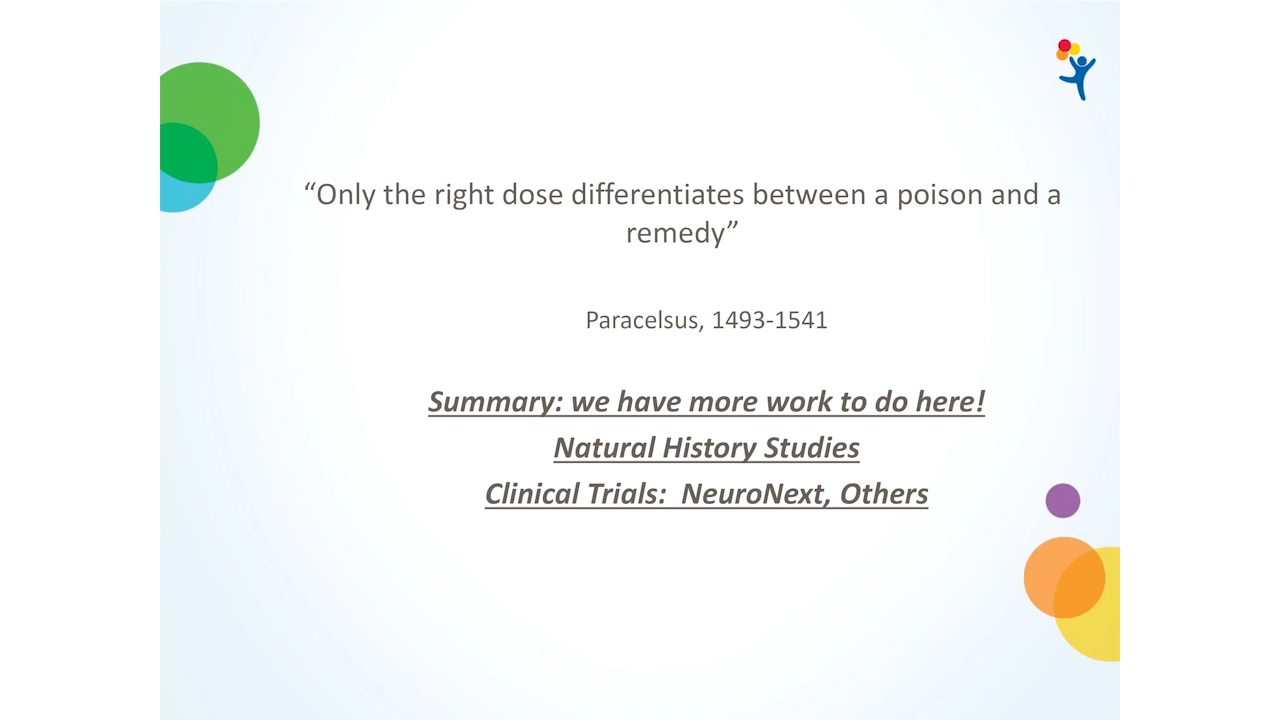 “Only the right dose differentiates between a poison and a
remedy”
Paracelsus, 1493-1541
Summary: we have more work to do here!
Natural History Studies
Clinical Trials:  NeuroNext, Others